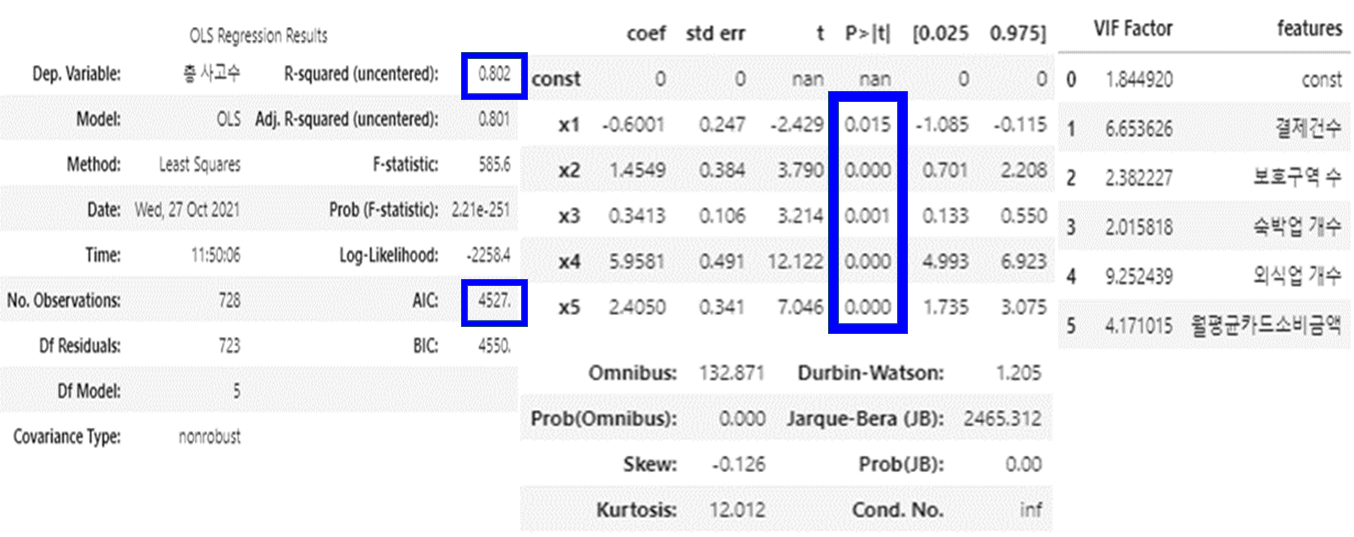 OLS Regression Results
Dep. Variable: 총 사고수 R-squared (uncentered): 0.802
Model: OLS Adj. R-squared (uncentered): 0.801
Method: Least Squares F-statistic: 585.6
Date: Wed, 27 Oct 2021 Prob (F-statistic): 2.21e-251
Time: 11:50:06 Log-Likelihood: -2258.4
No. Observations: 728 AIC: 4527.
Df Residuals: 723 BIC: 4550.
Df Model: 5
Covariance Type: nonrobust
coef std err t P>|t| [0.025 0.975]
const 0 0 nan nan 0 0
x1 -0.6001 0.247 -2.429 0.015 -1.085 -0.115
x2 1.4549 0.384 3.790 0.000 0.701 2.208
x3 0.3413 0.106 3.214 0.001 0.133 0.550
x4 5.9581 0.491 12.122 0.000 4.993 6.923
x5 2.4050 0.341 7.046 0.000 1.735 3.075
Omnibus: 132.871 Durbin-Watson: 1.205
Prob(Omnibus): 0.000 Jarque-Bera (JB): 2465.312
Skew: -0.126 Prob(JB): 0.00
Kurtosis: 12.012 Cond. No. inf
VIF Factor features
0 1.844920 const
1 6.653626 결제건수
2 2.382227 보호구역 수
3 2.015818 숙박업 개수
4 9.252439 외식업 개수
5 4.171015 월평균카드소비금액